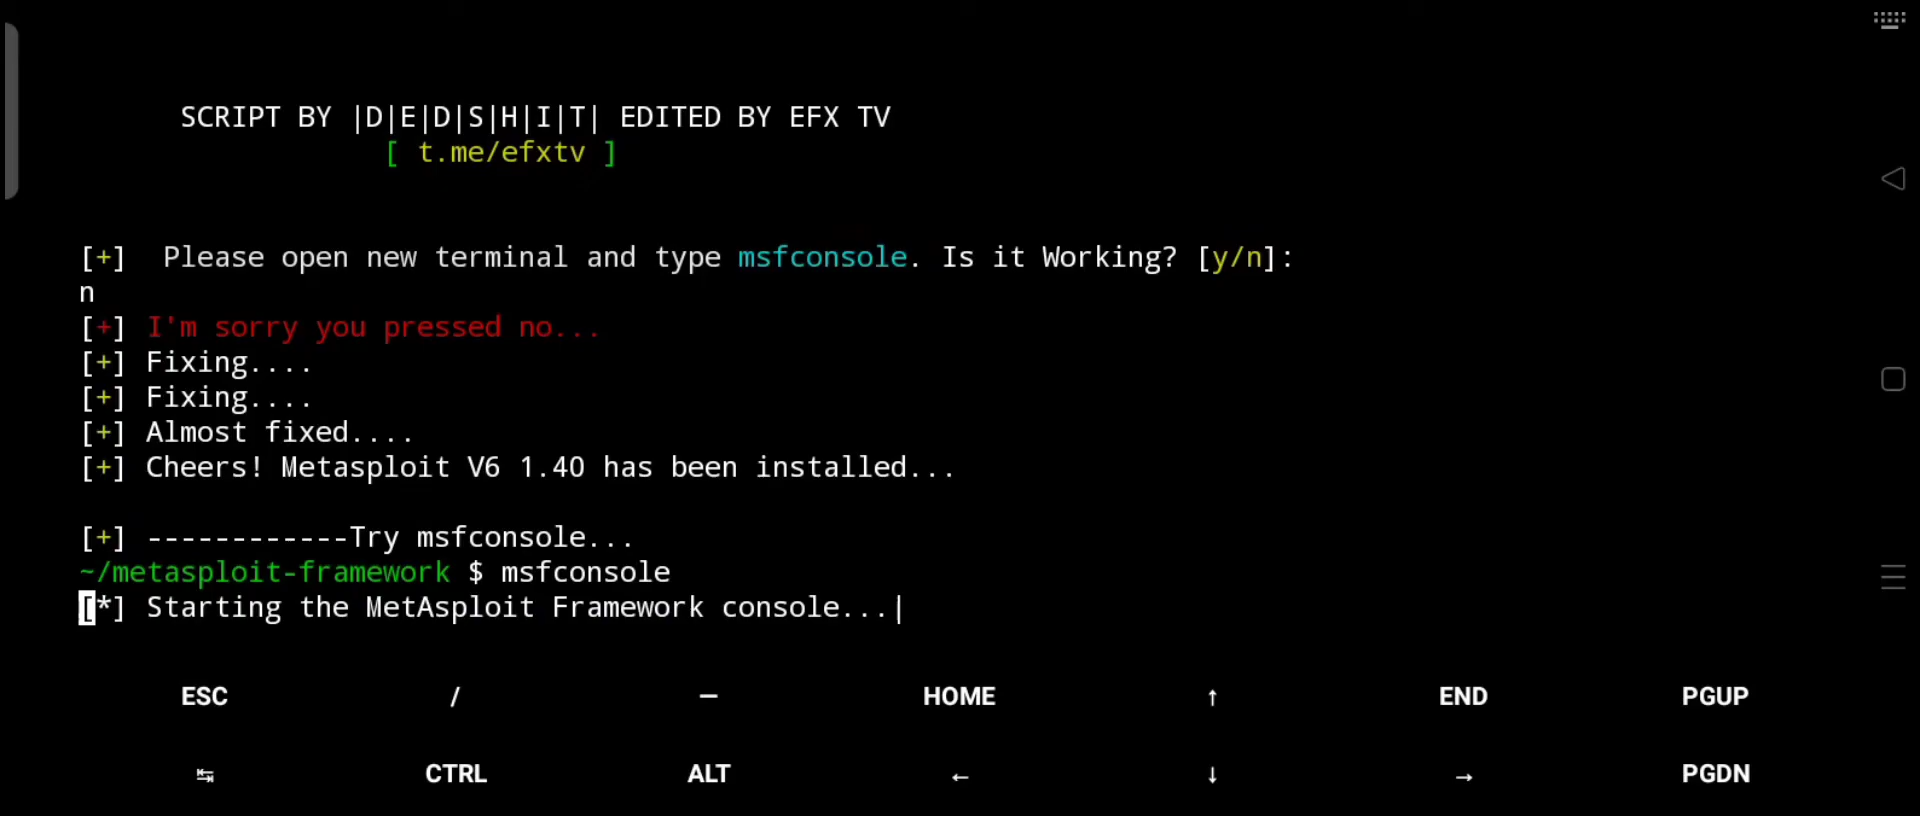 SCRIPT BY |D|E|D|S|H|I|T| EDITED BY EFX TV
[ t.me/efxtv ]
[+]  Please open new terminal and type msfconsole. Is it Working? [y/n]:
n
[+] I'm sorry you pressed no...
[+] Fixing....
[+] Fixing....
[+] Almost fixed....
[+] Cheers! Metasploit V6 1.40 has been installed...
[+] ------------Try msfconsole...
~/metasploit-framework $ msfconsole
[*] Starting the MetAsploit Framework console...|
ESC / — HOME ↑ END PGUP
↹ CTRL ALT ← ↓ → PGDN